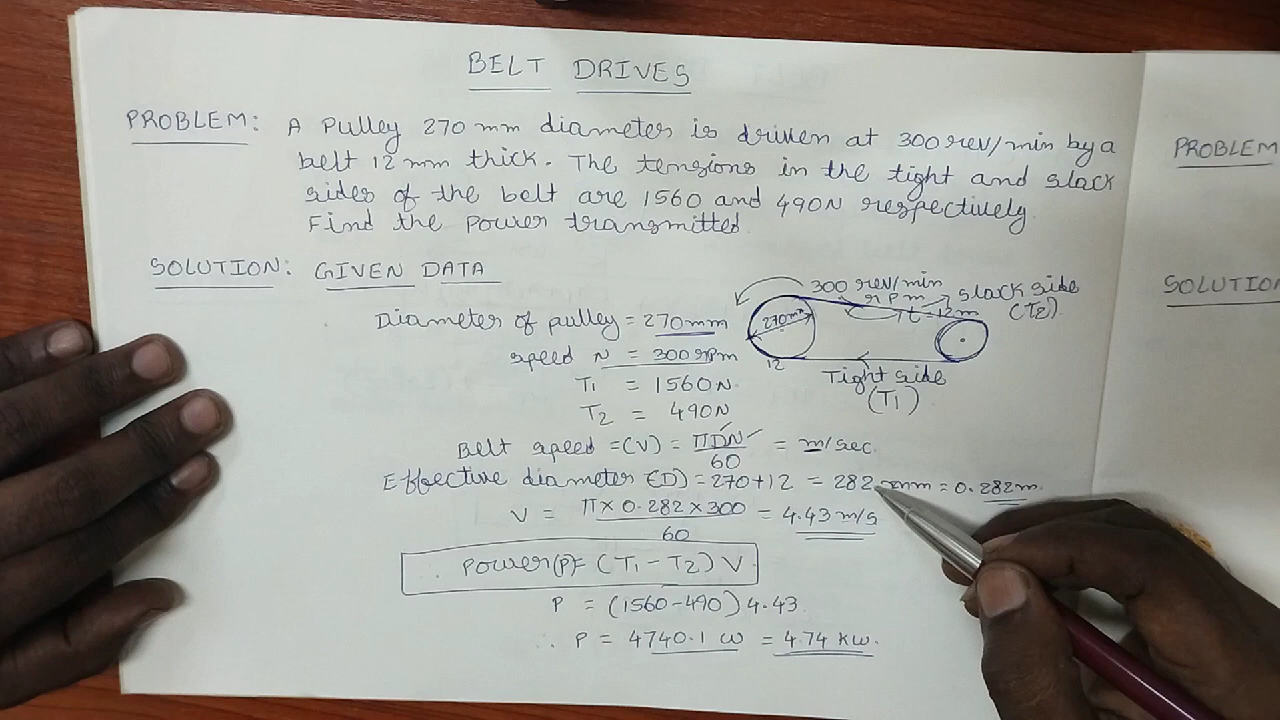 BELT DRIVES
PROBLEM: A Pulley 270 mm diameter is driven at 300 rev/min by a
belt 12 mm thick. The tensions in the tight and slack
sides of the belt are 1560 and 490N respectively.
Find the power transmitted.
SOLUTION: GIVEN DATA
Diameter of pulley = 270mm
speed N = 300 rpm
T1 = 1560N
T2 = 490N
300 rev/min
rpm
slack side
(T2)
270mm
t = 12m
12
Tight side
(T1)
Belt speed =(V) = ΠDN/60 = m/sec.
Effective diameter (D) = 270+12 = 282 mm = 0.282m.
V = Π × 0.282 × 300/60 = 4.43 m/s
Power(P)= (T1 - T2) V
P = (1560-490) 4.43
∴ P = 4740.1 W = 4.74 KW.
PROBLEM
SOLUTION